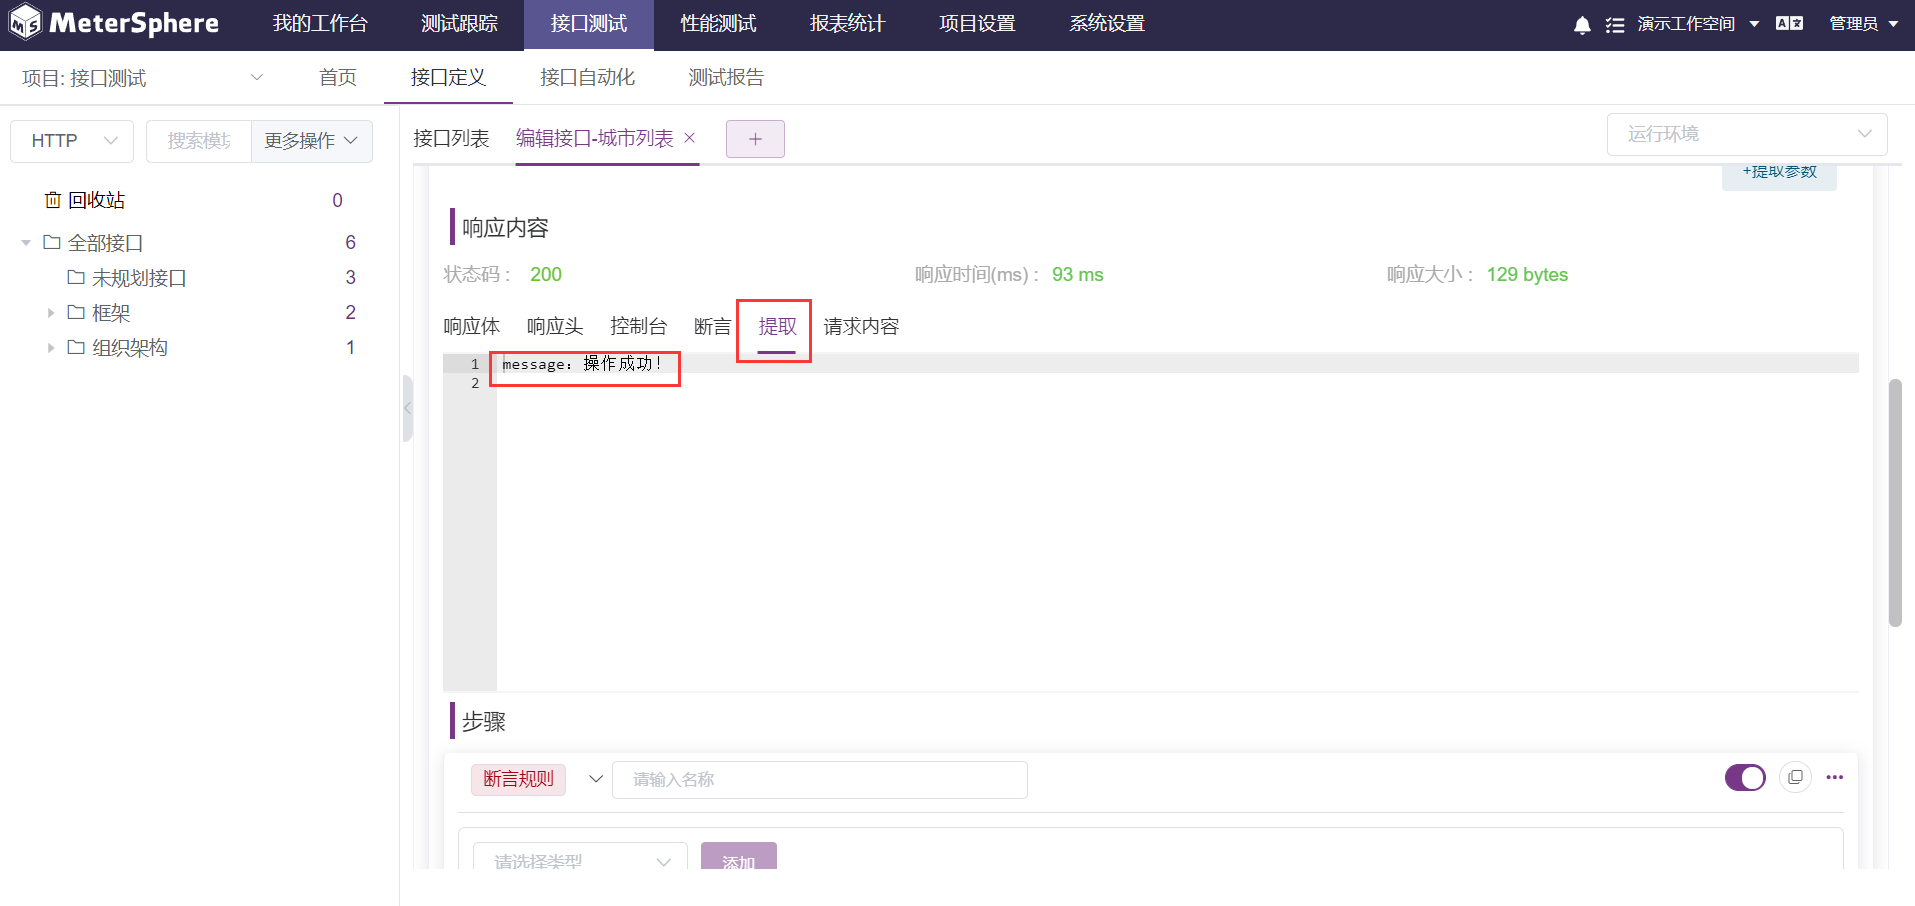 MeterSphere 我的工作台 测试跟踪 接口测试 性能测试 报表统计 项目设置 系统设置 演示工作空间 管理员
项目: 接口测试 首页 接口定义 接口自动化 测试报告
HTTP 搜索模块 更多操作 接口列表 编辑接口-城市列表 × + 运行环境
+提取参数
回收站 0
全部接口 6
未规划接口 3
框架 2
组织架构 1
响应内容
状态码 : 200 响应时间(ms) : 93 ms 响应大小 : 129 bytes
响应体 响应头 控制台 断言 提取 请求内容
1 message: 操作成功!
2
步骤
断言规则 请输入名称
请选择类型 添加